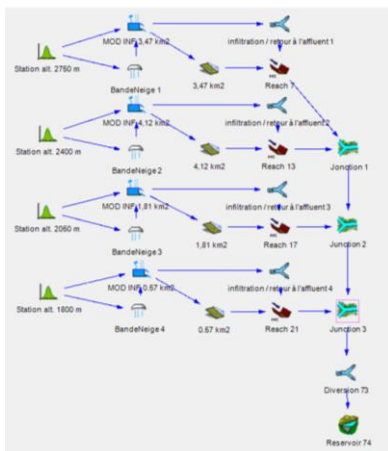 MOD INF 3,47 km2
infiltration / retour à l'affluent 1
Station alt. 2750 m
BandeNeige 1
3,47 km2
Reach 7
MOD INF 4,12 km2
infiltration / retour à l'affluent 2
Station alt. 2400 m
BandeNeige 2
4,12 km2
Reach 13
Jonction 1
MOD INF 1,81 km2
infiltration / retour à l'affluent 3
Station alt. 2050 m
BandeNeige 3
1,81 km2
Reach 17
Junction 2
MOD INF 0.57 km2
infiltration / retour à l'affluent 4
Station alt. 1800 m
BandeNeige 4
0.57 km2
Reach 21
Junction 3
Diversion 73
Reservoir 74